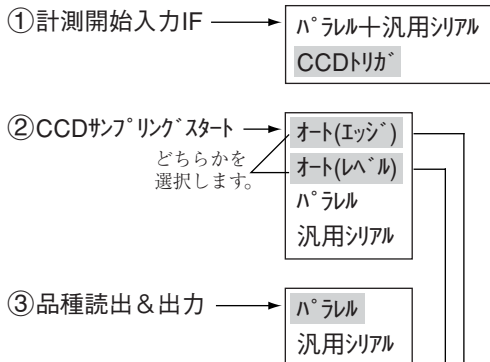 ①計測開始入力IF
ﾊﾟﾗﾚﾙ＋汎用ｼﾘｱﾙ
CCDﾄﾘｶﾞ
②CCDｻﾝﾌﾟﾘﾝｸﾞｽﾀｰﾄ
ｵｰﾄ(ｴｯｼﾞ)
どちらかを
選択します。
ｵｰﾄ(ﾚﾍﾞﾙ)
ﾊﾟﾗﾚﾙ
汎用ｼﾘｱﾙ
③品種読出＆出力
ﾊﾟﾗﾚﾙ
汎用ｼﾘｱﾙ